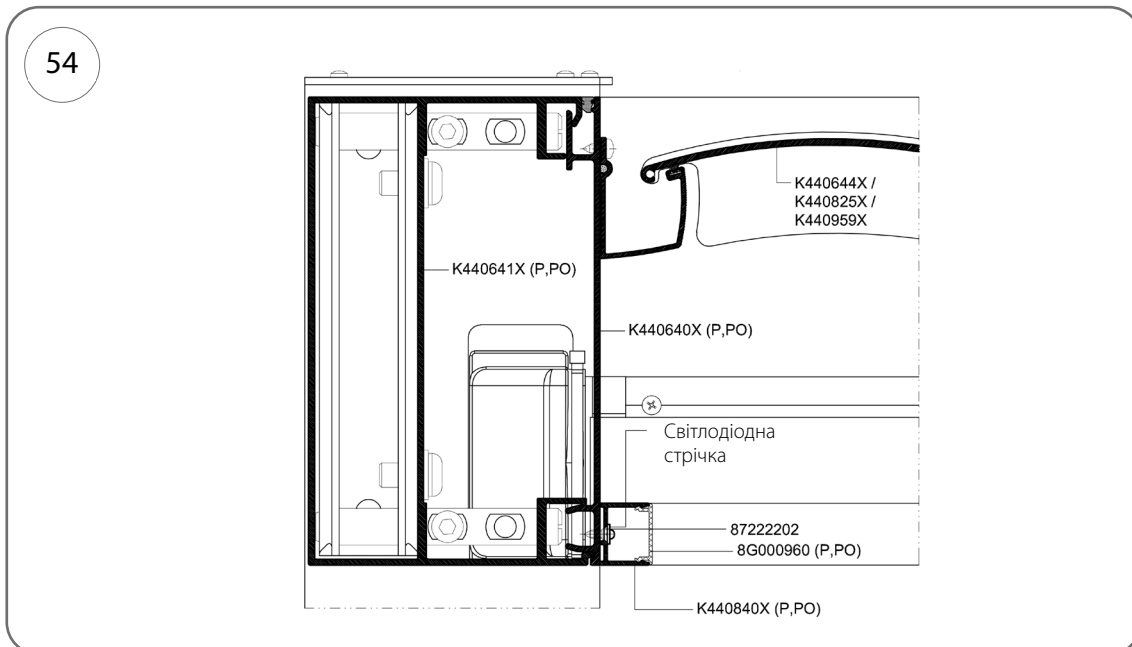 54
K440644X /
K440825X /
K440959X
K440641X (P,PO)
K440640X (P,PO)
Світлодіодна
стрічка
87222202
8G000960 (P,PO)
K440840X (P,PO)